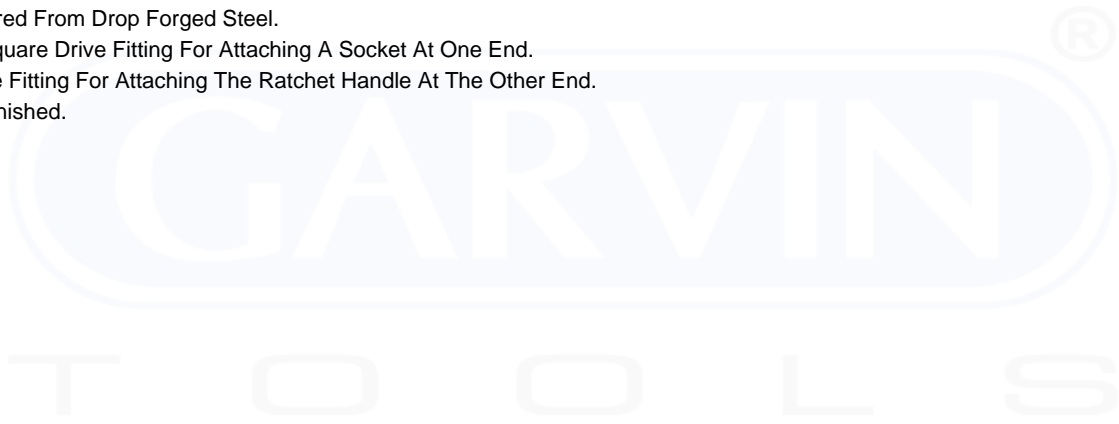 red From Drop Forged Steel.
quare Drive Fitting For Attaching A Socket At One End.
e Fitting For Attaching The Ratchet Handle At The Other End.
nished.
GARVIN
®
TOOLS